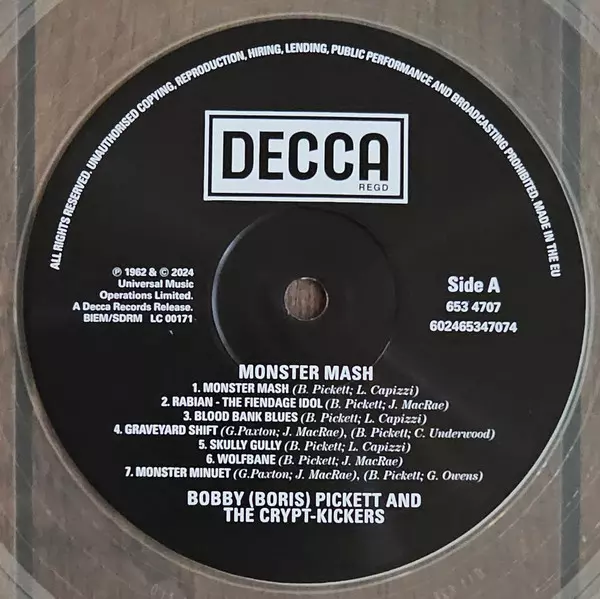 ALL RIGHTS RESERVED. UNAUTHORISED COPYING, REPRODUCTION, HIRING, LENDING, PUBLIC PERFORMANCE AND BROADCASTING PROHIBITED. MADE IN THE EU
DECCA
REGD
℗ 1962 & © 2024
Universal Music
Operations Limited.
A Decca Records Release.
BIEM/SDRM LC 00171
Side A
653 4707
602465347074
MONSTER MASH
1. MONSTER MASH (B. Pickett; L. Capizzi)
2. RABIAN - THE FIENDAGE IDOL (B. Pickett; J. MacRae)
3. BLOOD BANK BLUES (B. Pickett; L. Capizzi)
4. GRAVEYARD SHIFT (G.Paxton; J. MacRae), (B. Pickett; C. Underwood)
5. SKULLY GULLY (B. Pickett; L. Capizzi)
6. WOLFBANE (B. Pickett; J. MacRae)
7. MONSTER MINUET (G.Paxton; J. MacRae), (B. Pickett; G. Owens)
BOBBY (BORIS) PICKETT AND
THE CRYPT-KICKERS